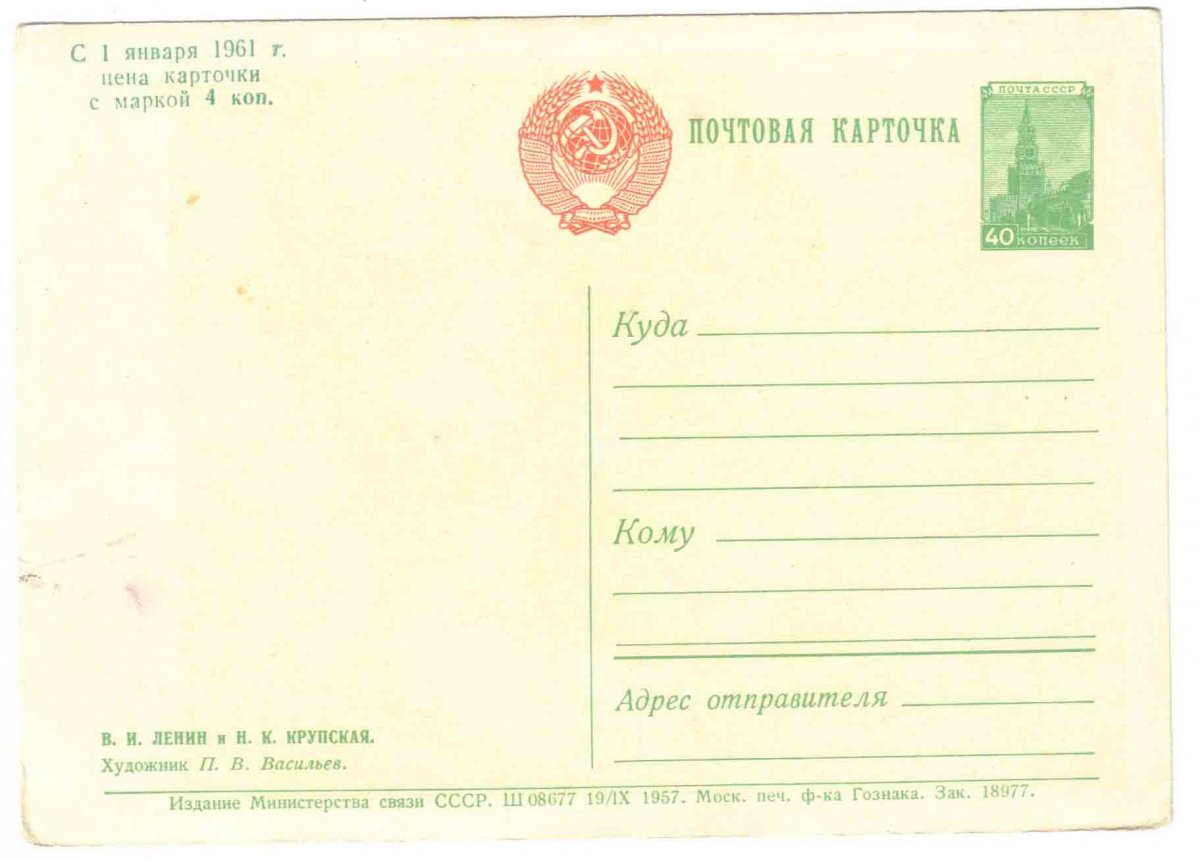 С 1 января 1961 г.
цена карточки
с маркой 4 коп.
ПОЧТОВАЯ КАРТОЧКА
ПОЧТА СССР
40 копеек
Куда
Кому
Адрес отправителя
В. И. ЛЕНИН и Н. К. КРУПСКАЯ.
Художник П. В. Васильев.
Издание Министерства связи СССР. Ш 08677 19/IX 1957. Моск. печ. ф-ка Гознака. Зак. 18977.